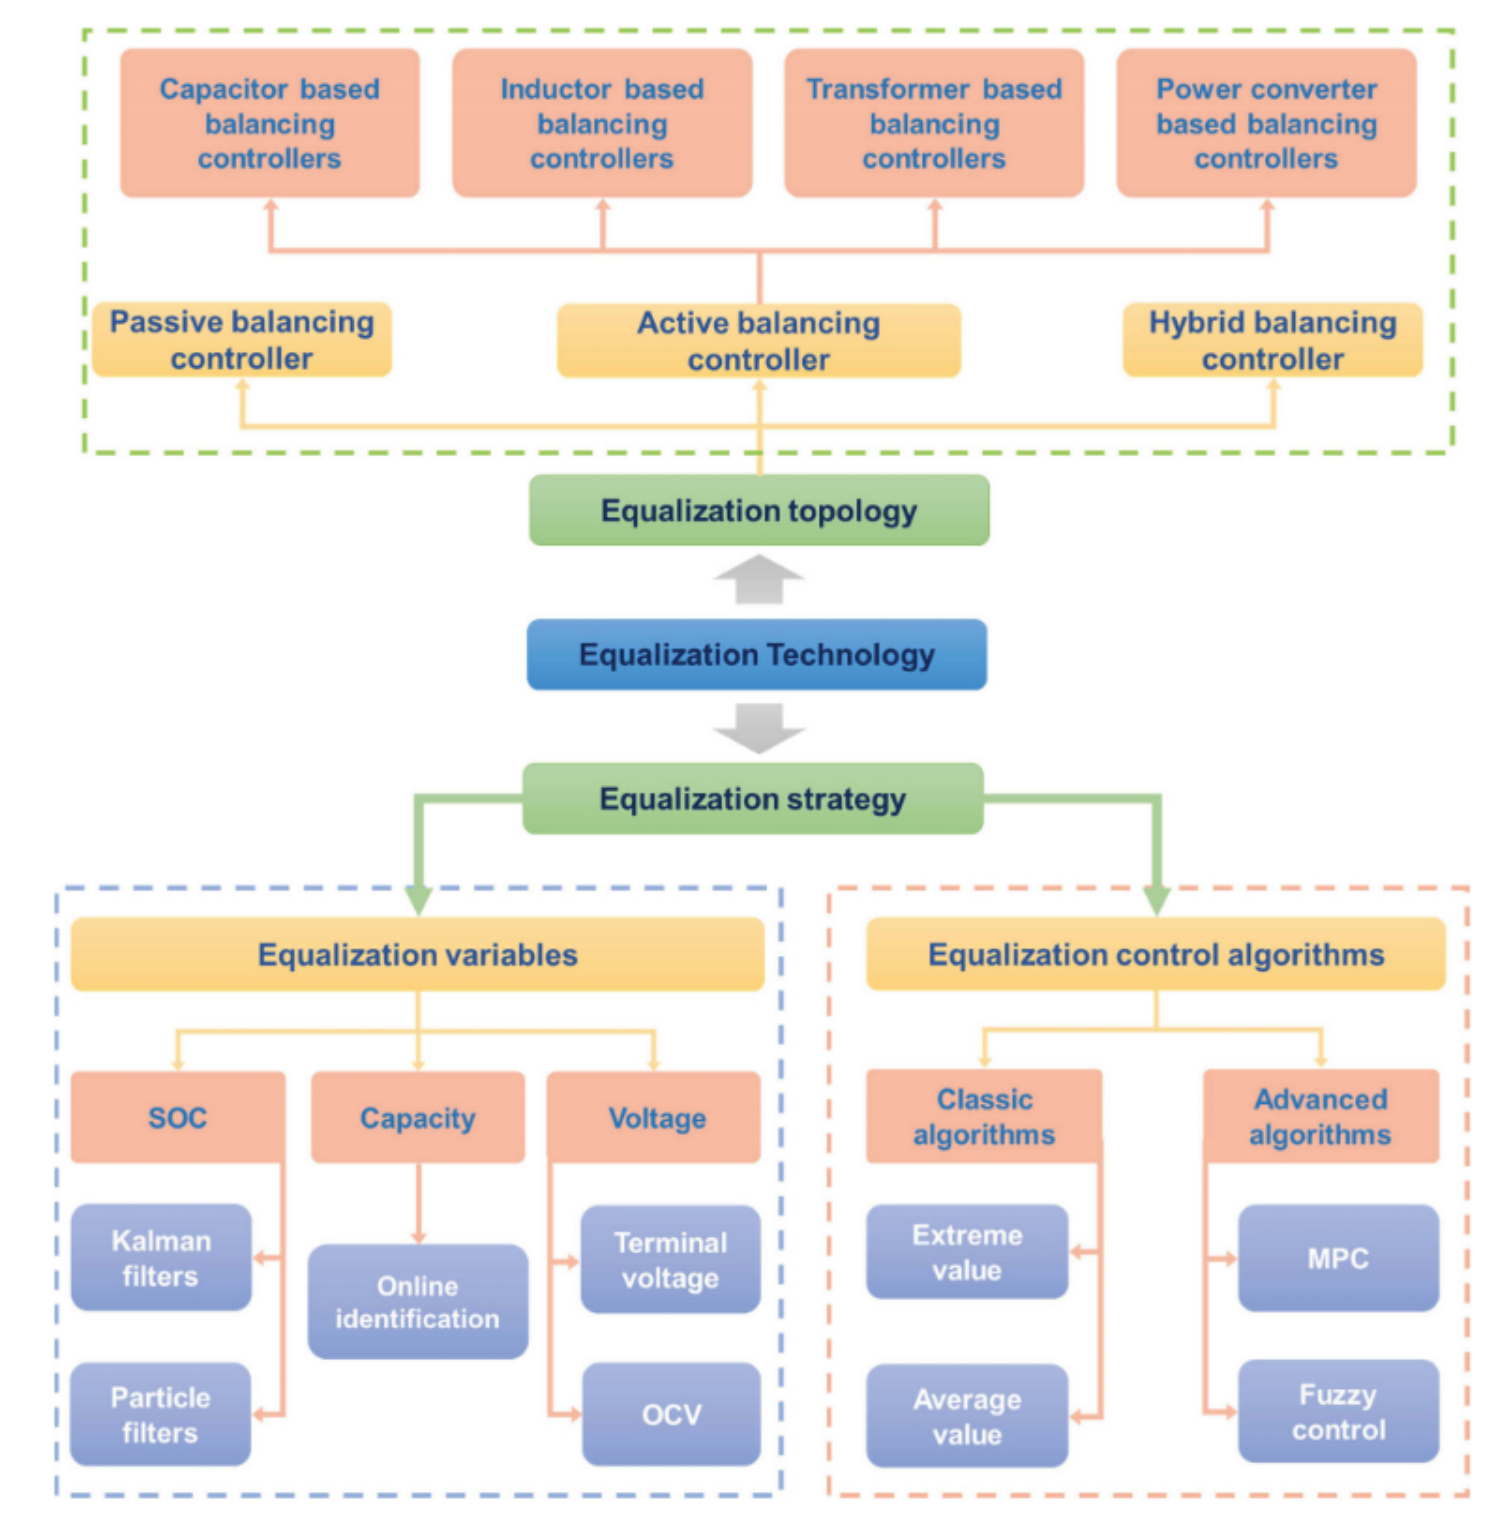 Capacitor based
balancing
controllers
Inductor based
balancing
controllers
Transformer based
balancing
controllers
Power converter
based balancing
controllers
Passive balancing
controller
Active balancing
controller
Hybrid balancing
controller
Equalization topology
Equalization Technology
Equalization strategy
Equalization variables
SOC
Capacity
Voltage
Kalman
filters
Online
identification
Terminal
voltage
Particle
filters
OCV
Equalization control algorithms
Classic
algorithms
Advanced
algorithms
Extreme
value
MPC
Average
value
Fuzzy
control